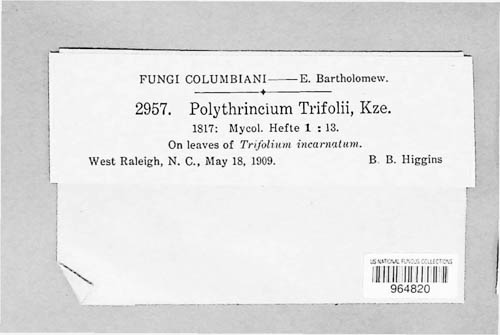 FUNGI COLUMBIANI——E. Bartholomew.
2957. Polythrincium Trifolii, Kze.
1817: Mycol. Hefte 1 : 13.
On leaves of Trifolium incarnatum.
West Raleigh, N. C., May 18, 1909. B. B. Higgins
US NATIONAL FUNGUS COLLECTIONS
964820